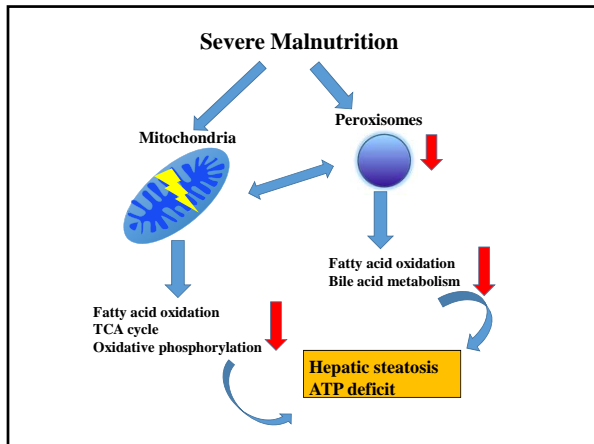 Severe Malnutrition
Peroxisomes
Mitochondria
Fatty acid oxidation
Bile acid metabolism
Fatty acid oxidation
TCA cycle
Oxidative phosphorylation
Hepatic steatosis
ATP deficit